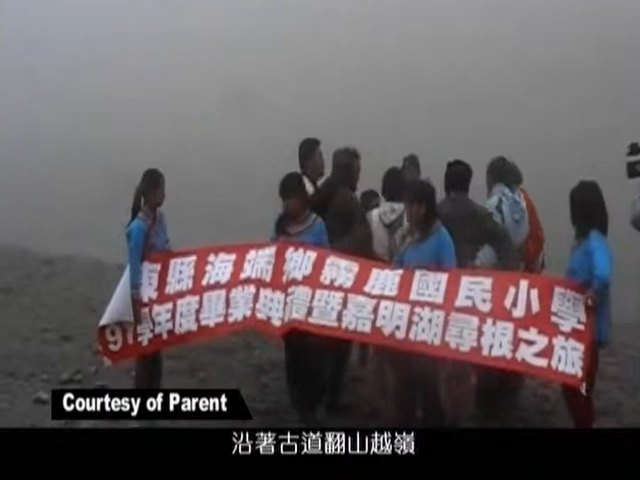 東縣海端鄉霧鹿國民小學
97學年度畢業典禮暨嘉明湖尋根之旅
Courtesy of Parent
沿著古道翻山越嶺